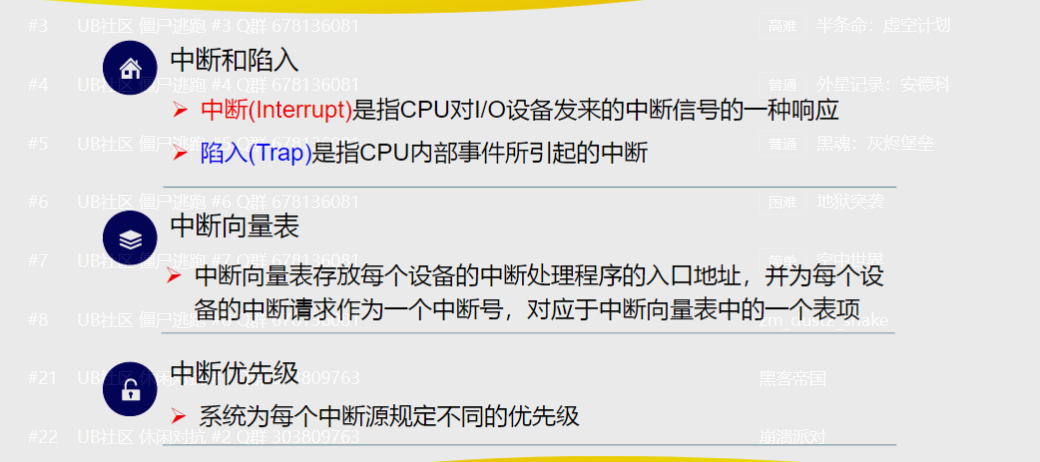 #3 UB社区 僵尸逃跑 #3 Q群 678136081 高难 半条命：虚空计划
中断和陷入
#4 UB社区 僵尸逃跑 #4 Q群 678136081 普通 外星记录：安德科
中断(Interrupt)是指CPU对I/O设备发来的中断信号的一种响应
#5 UB社区 僵尸逃跑 #5 Q群 678136081 普通 黑魂：灰烬堡垒
陷入(Trap)是指CPU内部事件所引起的中断
#6 UB社区 僵尸逃跑 #6 Q群 678136081 困难 地狱突袭
中断向量表
#7 UB社区 僵尸逃跑 #7 Q群 678136081
中断向量表存放每个设备的中断处理程序的入口地址，并为每个设
备的中断请求作为一个中断号，对应于中断向量表中的一个表项
#8 UB社区 僵尸逃跑 #8 Q群 678136081
中断优先级
#21 UB社区 休闲对抗 303809763 黑客帝国
系统为每个中断源规定不同的优先级
#22 UB社区 休闲对抗 #2 Q群 303809763 崩溃派对